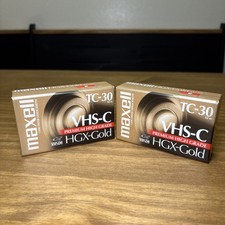 maxell
TC-30
VHS-C
PREMIUM HIGH GRADE
HGX-Gold
maxell
TC-30
VHS-C
PREMIUM HIGH GRADE
HGX-Gold